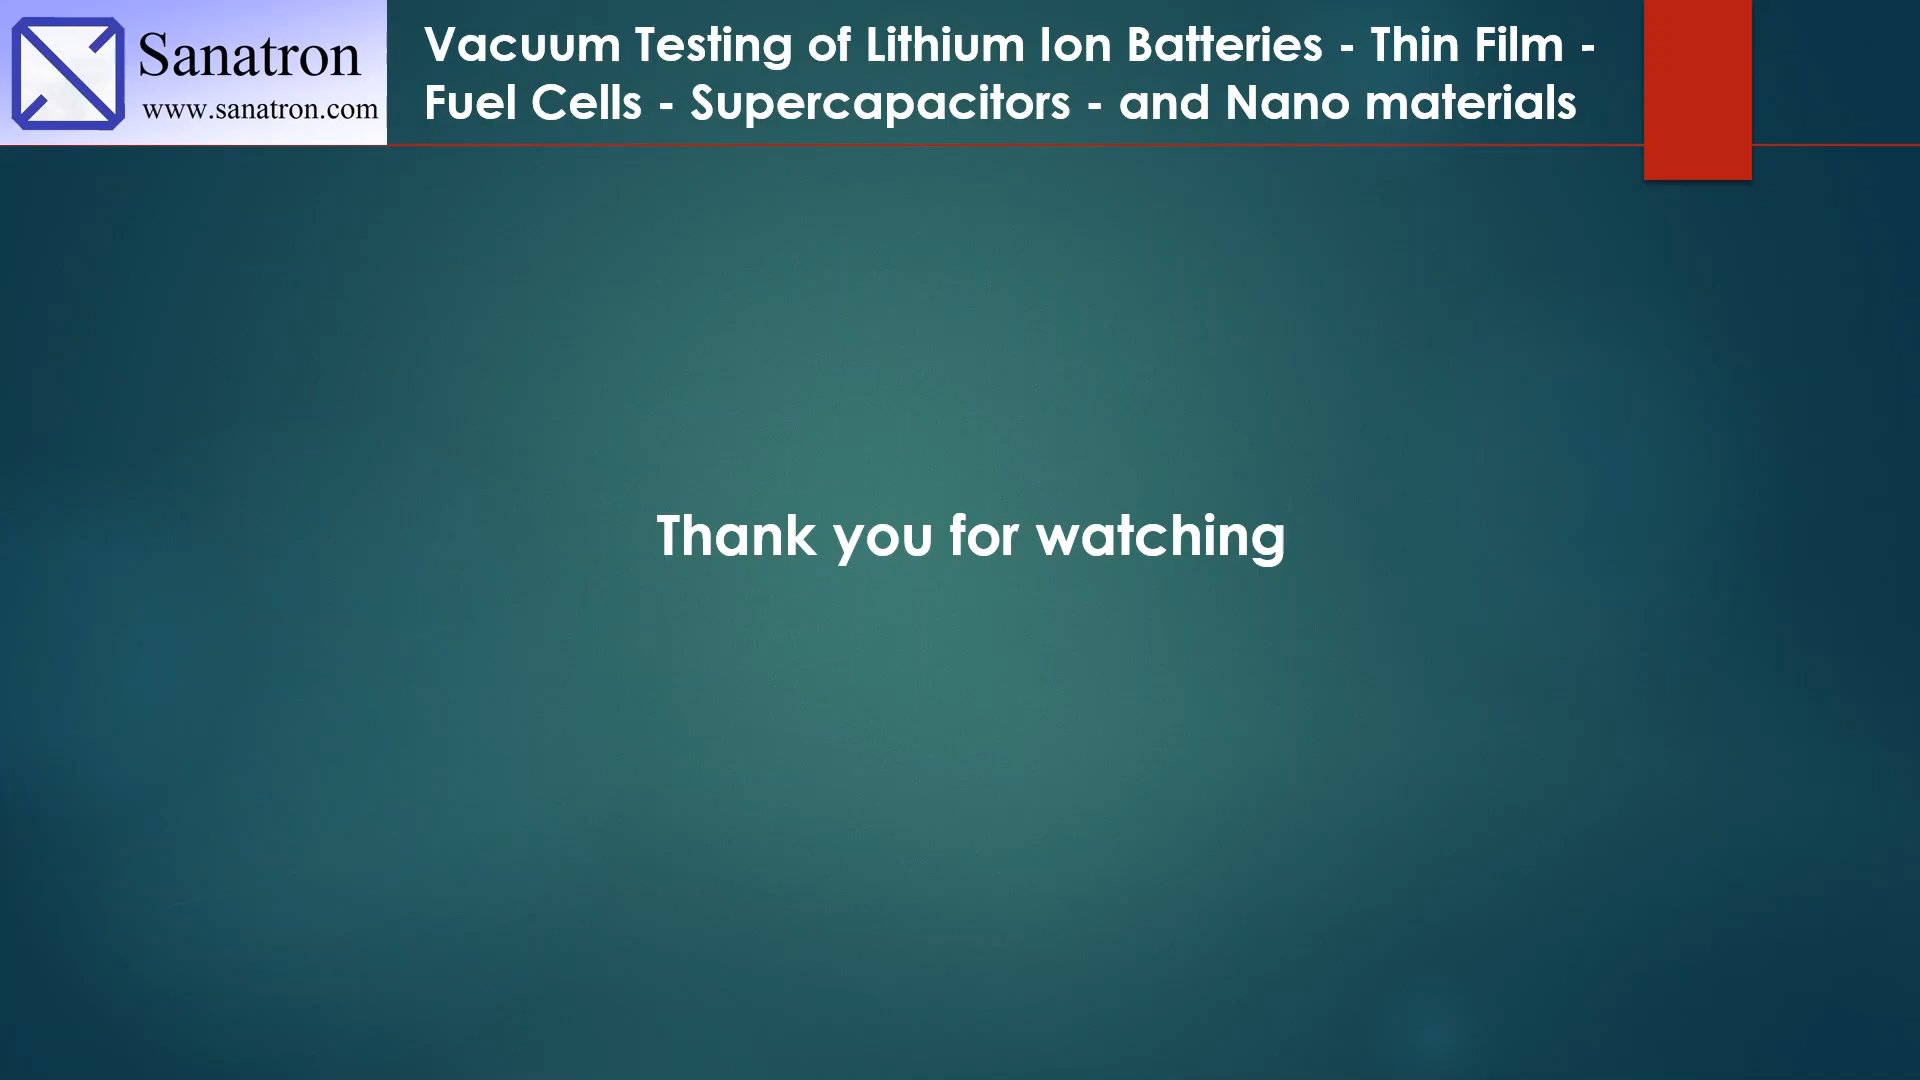 Sanatron
www.sanatron.com
Vacuum Testing of Lithium Ion Batteries - Thin Film -
Fuel Cells - Supercapacitors - and Nano materials
Thank you for watching